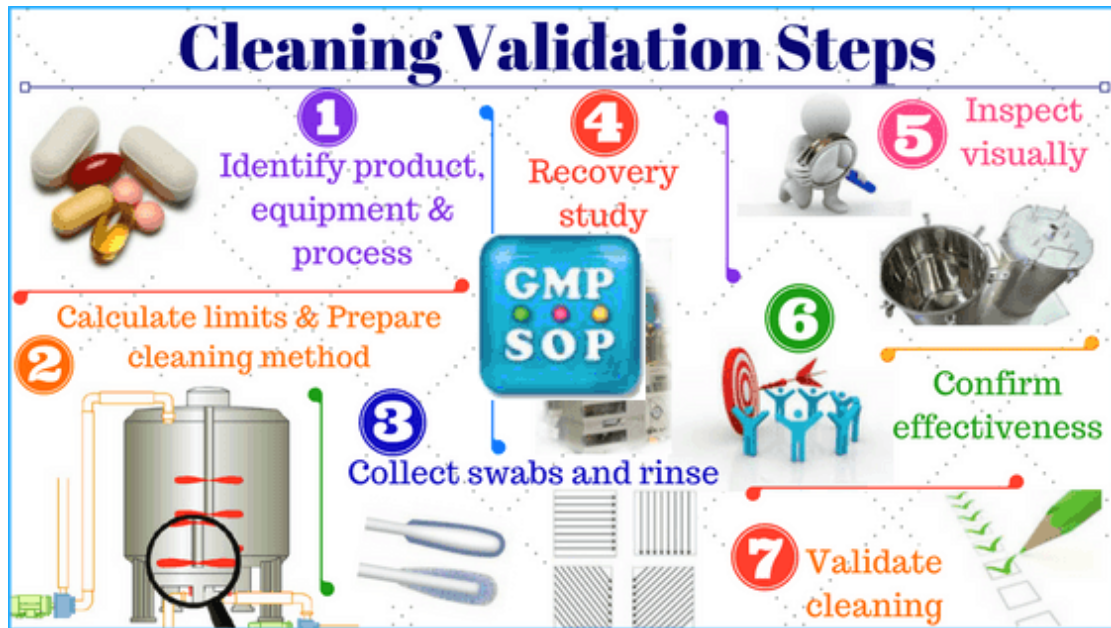 Cleaning Validation Steps
1
Identify product,
equipment &
process
2
Calculate limits & Prepare
cleaning method
3
Collect swabs and rinse
4
Recovery
study
GMP
SOP
5
Inspect
visually
6
Confirm
effectiveness
7
Validate
cleaning